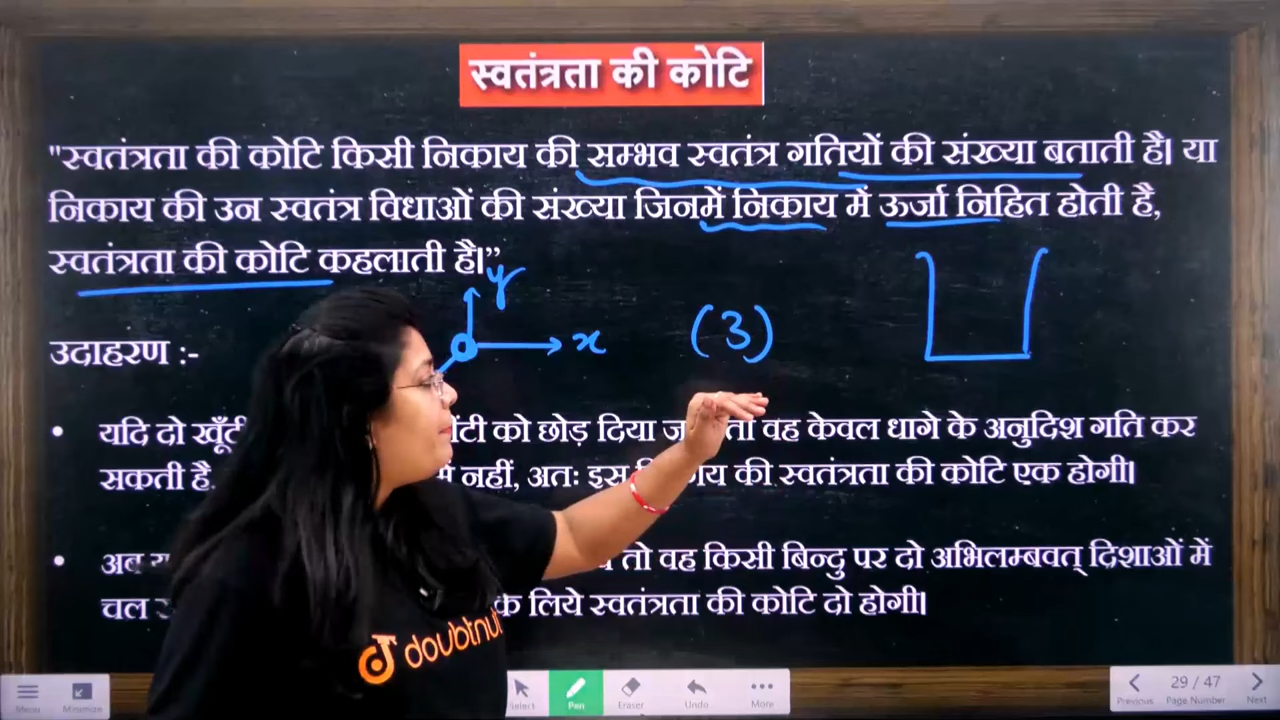 स्वतंत्रता की कोटि
"स्वतंत्रता की कोटि किसी निकाय की सम्भव स्वतंत्र गतियों की संख्या बताती है। या
निकाय की उन स्वतंत्र विधाओं की संख्या जिनमें निकाय में ऊर्जा निहित होती है,
स्वतंत्रता की कोटि कहलाती है।”
y
x
(3)
उदाहरण :-
• यदि दो को छोड़ दिया वह केवल धागे के अनुदिश गति कर
सकती है, नहीं, अतः इस की स्वतंत्रता की कोटि एक होगी।
• अब तो वह किसी बिन्दु पर दो अभिलम्बवत् दिशाओं में
चल के लिये स्वतंत्रता की कोटि दो होगी।
doubtnut
Menu
Minimize
Select
Pen
Eraser
Undo
More
Previous
29 / 47
Page Number
Next